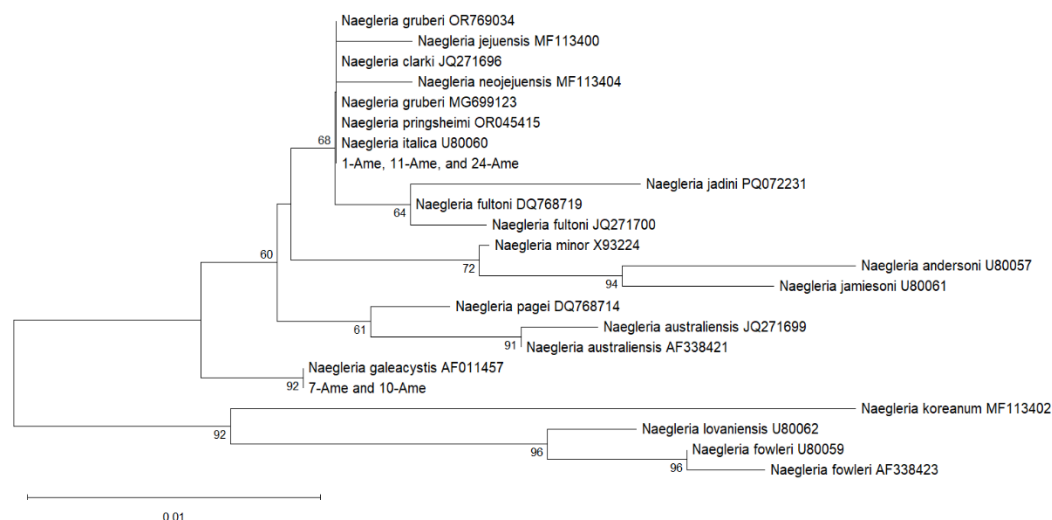 Naegleria gruberi OR769034
Naegleria jejuensis MF113400
Naegleria clarki JQ271696
Naegleria neojejuensis MF113404
Naegleria gruberi MG699123
Naegleria pringsheimi OR045415
68
Naegleria italica U80060
1-Ame, 11-Ame, and 24-Ame
Naegleria jadini PQ072231
Naegleria fultoni DQ768719
64
Naegleria fultoni JQ271700
Naegleria minor X93224
60
72
Naegleria andersoni U80057
94
Naegleria jamiesoni U80061
Naegleria pagei DQ768714
61
Naegleria australiensis JQ271699
91
Naegleria australiensis AF338421
Naegleria galeacystis AF011457
92
7-Ame and 10-Ame
Naegleria koreanum MF113402
92
Naegleria lovaniensis U80062
96
Naegleria fowleri U80059
96
Naegleria fowleri AF338423
0.01